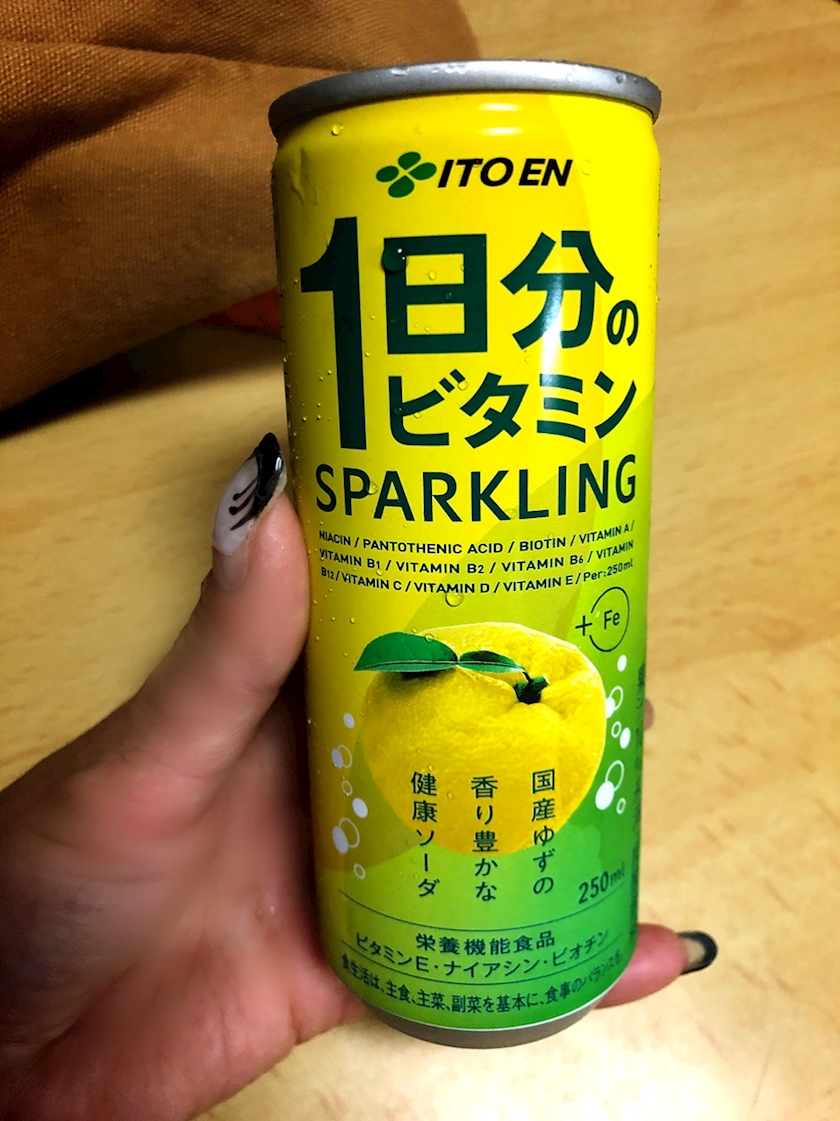 ITO EN
1日分の
ビタミン
SPARKLING
NIACIN / PANTOTHENIC ACID / BIOTIN / VITAMIN A /
VITAMIN B1 / VITAMIN B2 / VITAMIN B6 / VITAMIN
B12 / VITAMIN C / VITAMIN D / VITAMIN E / Per:250ml
+Fe
国産ゆずの
香り豊かな
健康ソーダ
250ml
栄養機能食品
ビタミンE・ナイアシン・ビオチン
食生活は、主食、主菜、副菜を基本に、食事のバランスを。